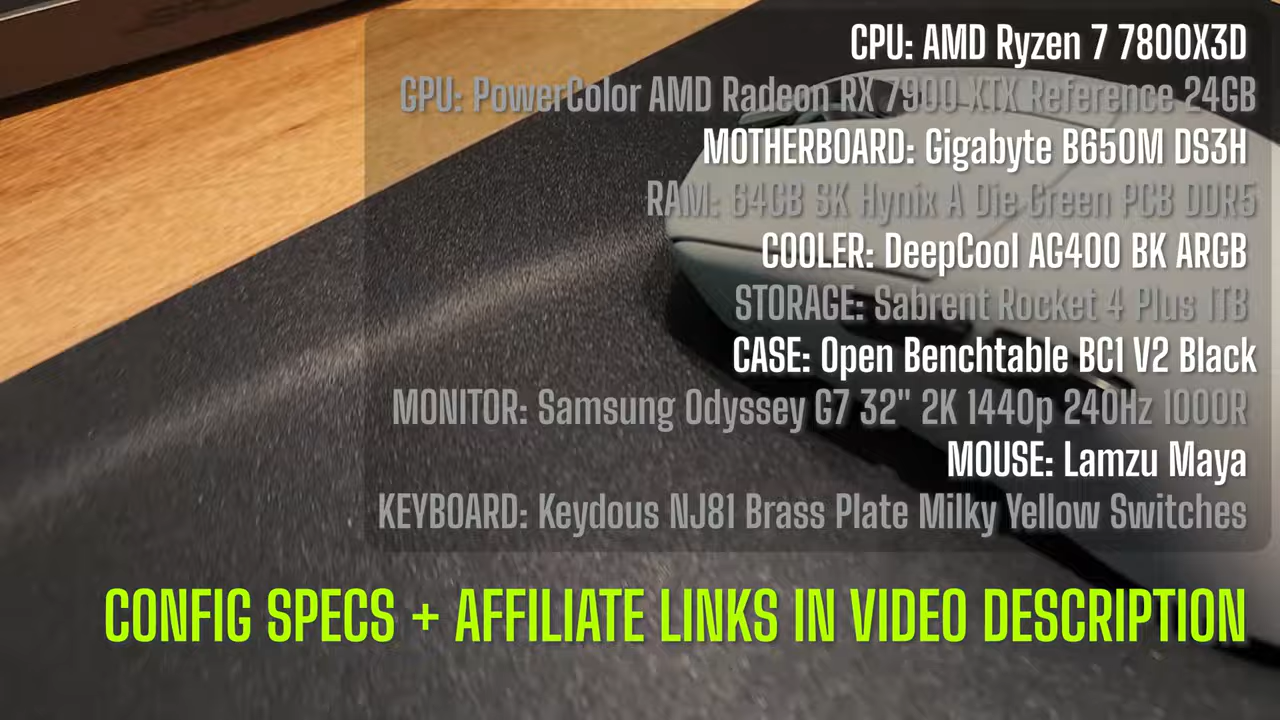 CPU: AMD Ryzen 7 7800X3D
GPU: PowerColor AMD Radeon RX 7900 XTX Reference 24GB
MOTHERBOARD: Gigabyte B650M DS3H
RAM: 64GB SK Hynix A Die Green PCB DDR5
COOLER: DeepCool AG400 BK ARGB
STORAGE: Sabrent Rocket 4 Plus 1TB
CASE: Open Benchtable BC1 V2 Black
MONITOR: Samsung Odyssey G7 32" 2K 1440p 240Hz 1000R
MOUSE: Lamzu Maya
KEYBOARD: Keydous NJ81 Brass Plate Milky Yellow Switches
CONFIG SPECS + AFFILIATE LINKS IN VIDEO DESCRIPTION